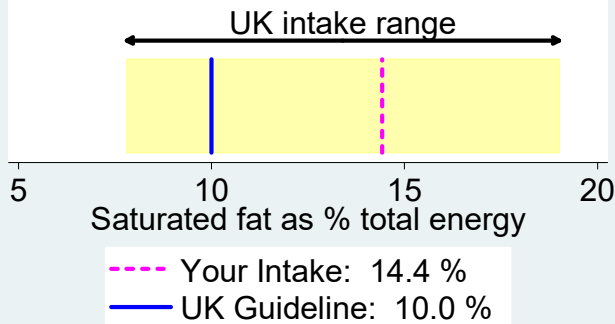 UK intake range
5 10 15 20
Saturated fat as % total energy
Your Intake: 14.4 %
UK Guideline: 10.0 %